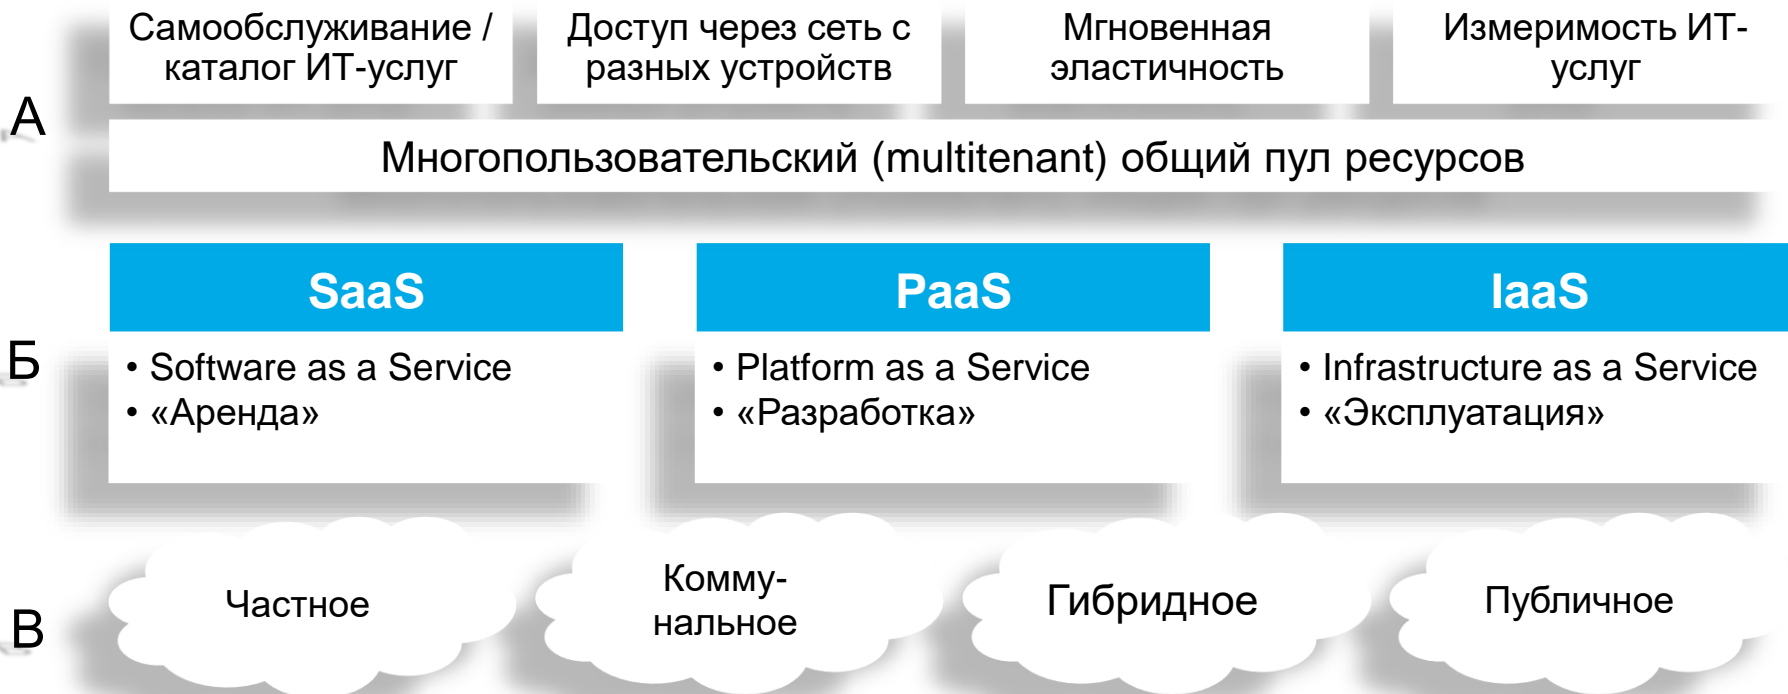 Самообслуживание /
каталог ИТ-услуг
Доступ через сеть с
разных устройств
Мгновенная
эластичность
Измеримость ИТ-
услуг
А
Многопользовательский (multitenant) общий пул ресурсов
SaaS
PaaS
IaaS
Б
• Software as a Service
• «Аренда»
• Platform as a Service
• «Разработка»
• Infrastructure as a Service
• «Эксплуатация»
В
Частное
Комму-
нальное
Гибридное
Публичное